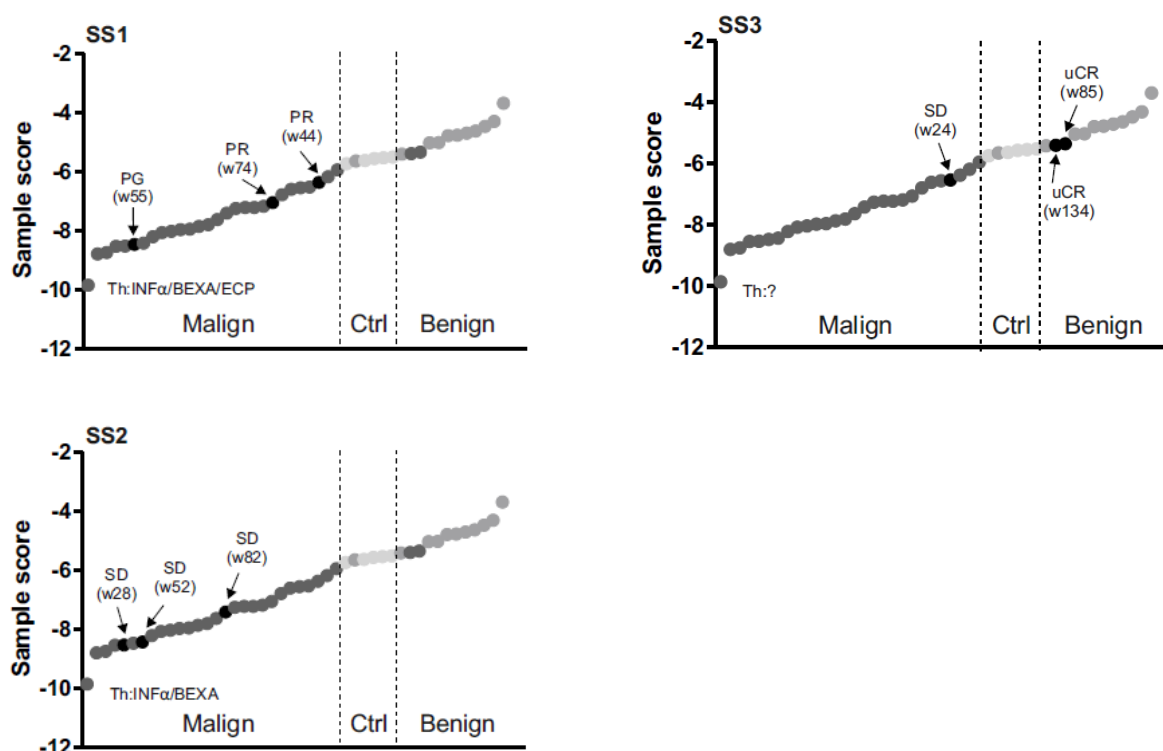 SS1
-2
-4
-6
-8
-10
-12
Sample score
PG
(w55)
PR
(w74)
PR
(w44)
Th:INFα/BEXA/ECP
Malign
Ctrl
Benign
SS3
-2
-4
-6
-8
-10
-12
Sample score
SD
(w24)
uCR
(w85)
uCR
(w134)
Th:?
Malign
Ctrl
Benign
SS2
-2
-4
-6
-8
-10
-12
Sample score
SD
(w28)
SD
(w52)
SD
(w82)
Th:INFα/BEXA
Malign
Ctrl
Benign